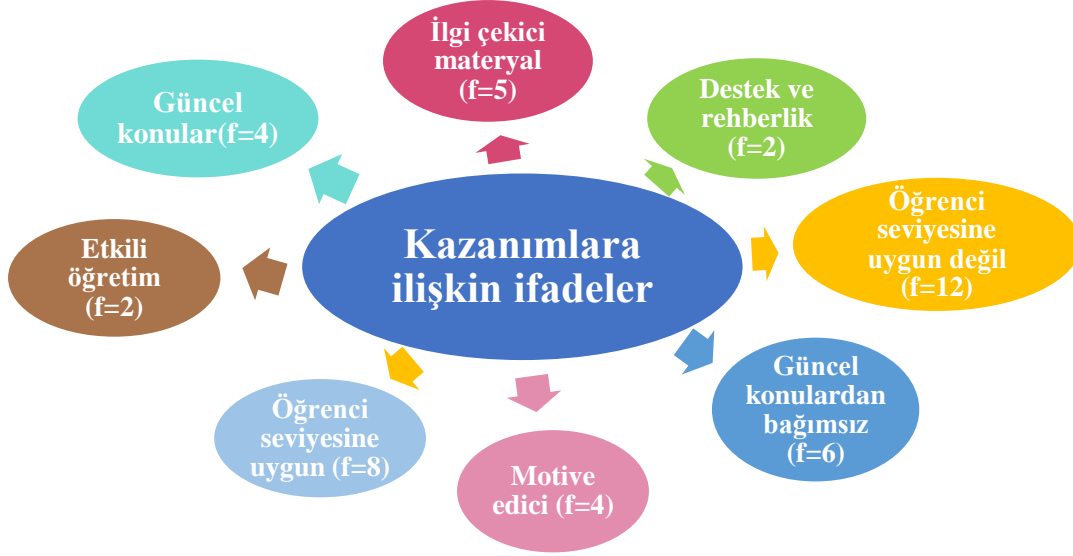 İlgi çekici
materyal
(f=5)
Destek ve
rehberlik
(f=2)
Öğrenci
seviyesine
uygun değil
(f=12)
Güncel
konulardan
bağımsız
(f=6)
Motive
edici (f=4)
Öğrenci
seviyesine
uygun (f=8)
Etkili
öğretim
(f=2)
Güncel
konular(f=4)
Kazanımlara
ilişkin ifadeler